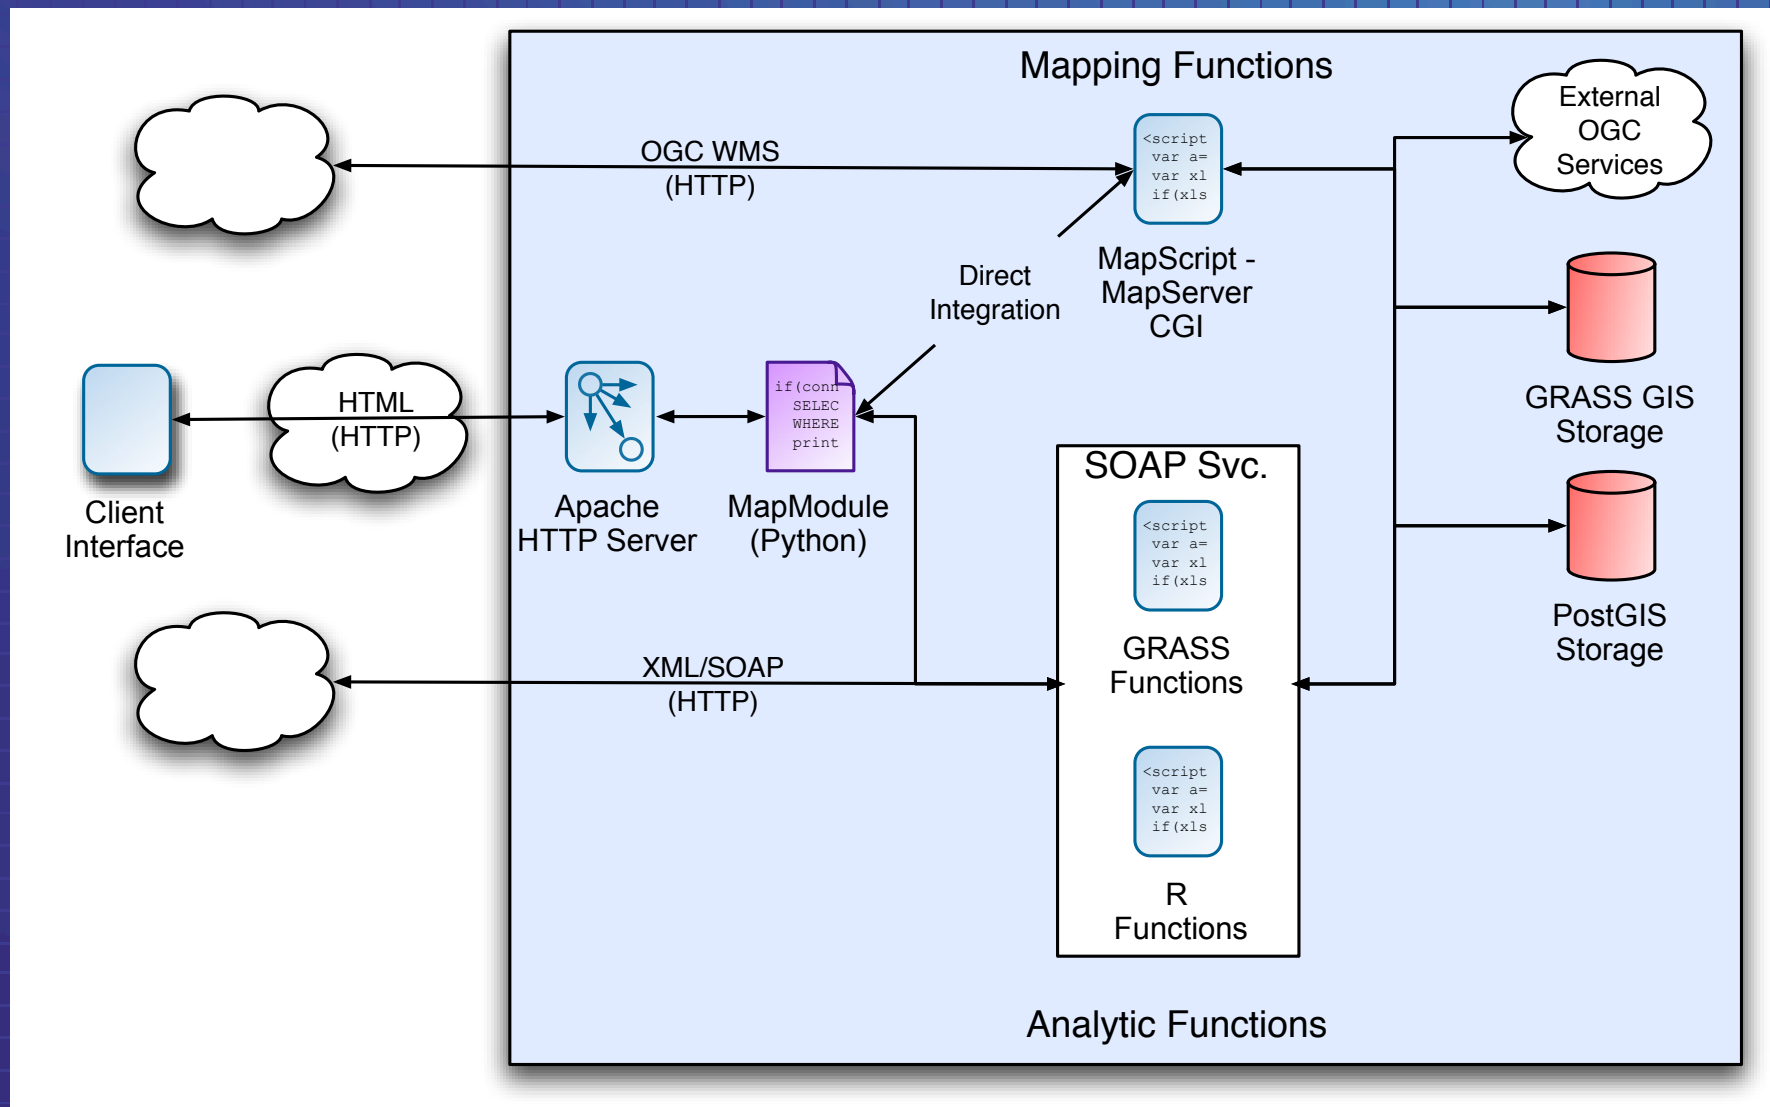 Mapping Functions
External
OGC
Services
<script
var a=
var xl
if(xls
OGC WMS
(HTTP)
MapScript -
MapServer
CGI
Direct
Integration
HTML
(HTTP)
if(conn
SELEC
WHERE
print
GRASS GIS
Storage
SOAP Svc.
Client
Interface
Apache
HTTP Server
MapModule
(Python)
<script
var a=
var xl
if(xls
PostGIS
Storage
GRASS
Functions
XML/SOAP
(HTTP)
<script
var a=
var xl
if(xls
R
Functions
Analytic Functions